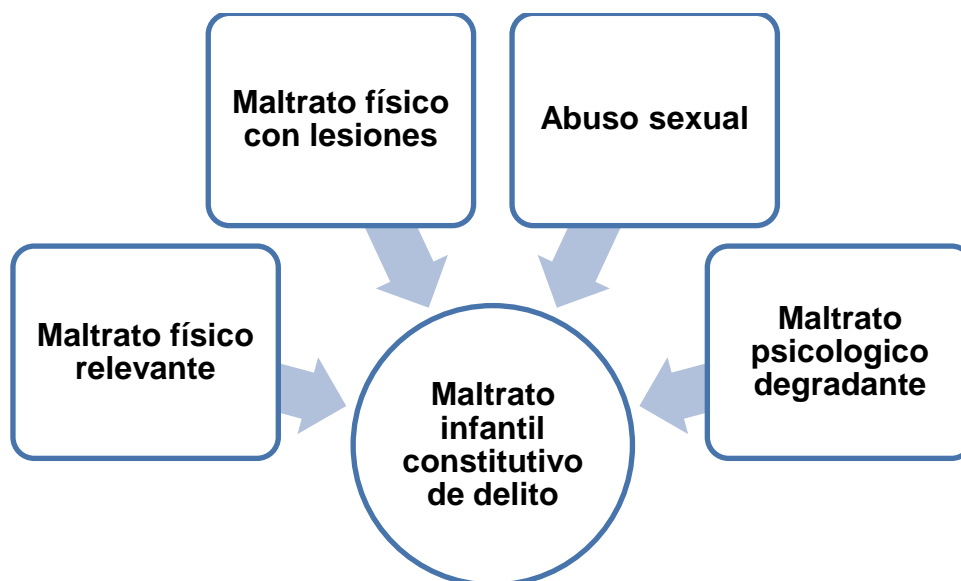 Maltrato físico
con lesiones
Abuso sexual
Maltrato físico
relevante
Maltrato
psicologico
degradante
Maltrato
infantil
constitutivo
de delito